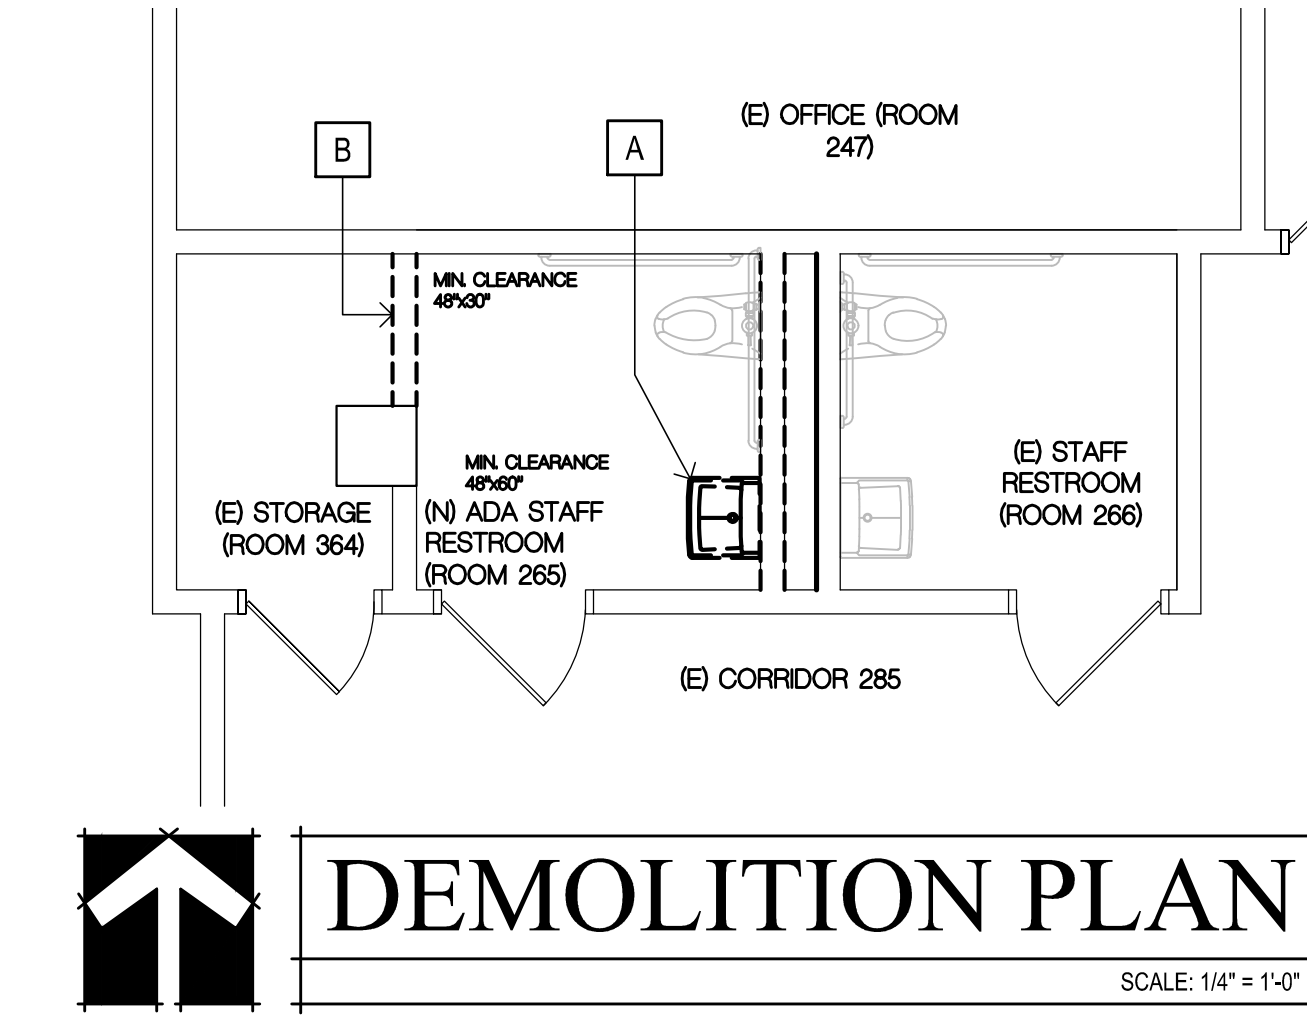 (E) OFFICE (ROOM
247)
B
A
MIN. CLEARANCE
48"x30"
MIN. CLEARANCE
48"x60"
(E) STORAGE
(ROOM 364)
(N) ADA STAFF
RESTROOM
(ROOM 265)
(E) STAFF
RESTROOM
(ROOM 266)
(E) CORRIDOR 285
DEMOLITION PLAN
SCALE: 1/4" = 1'-0"